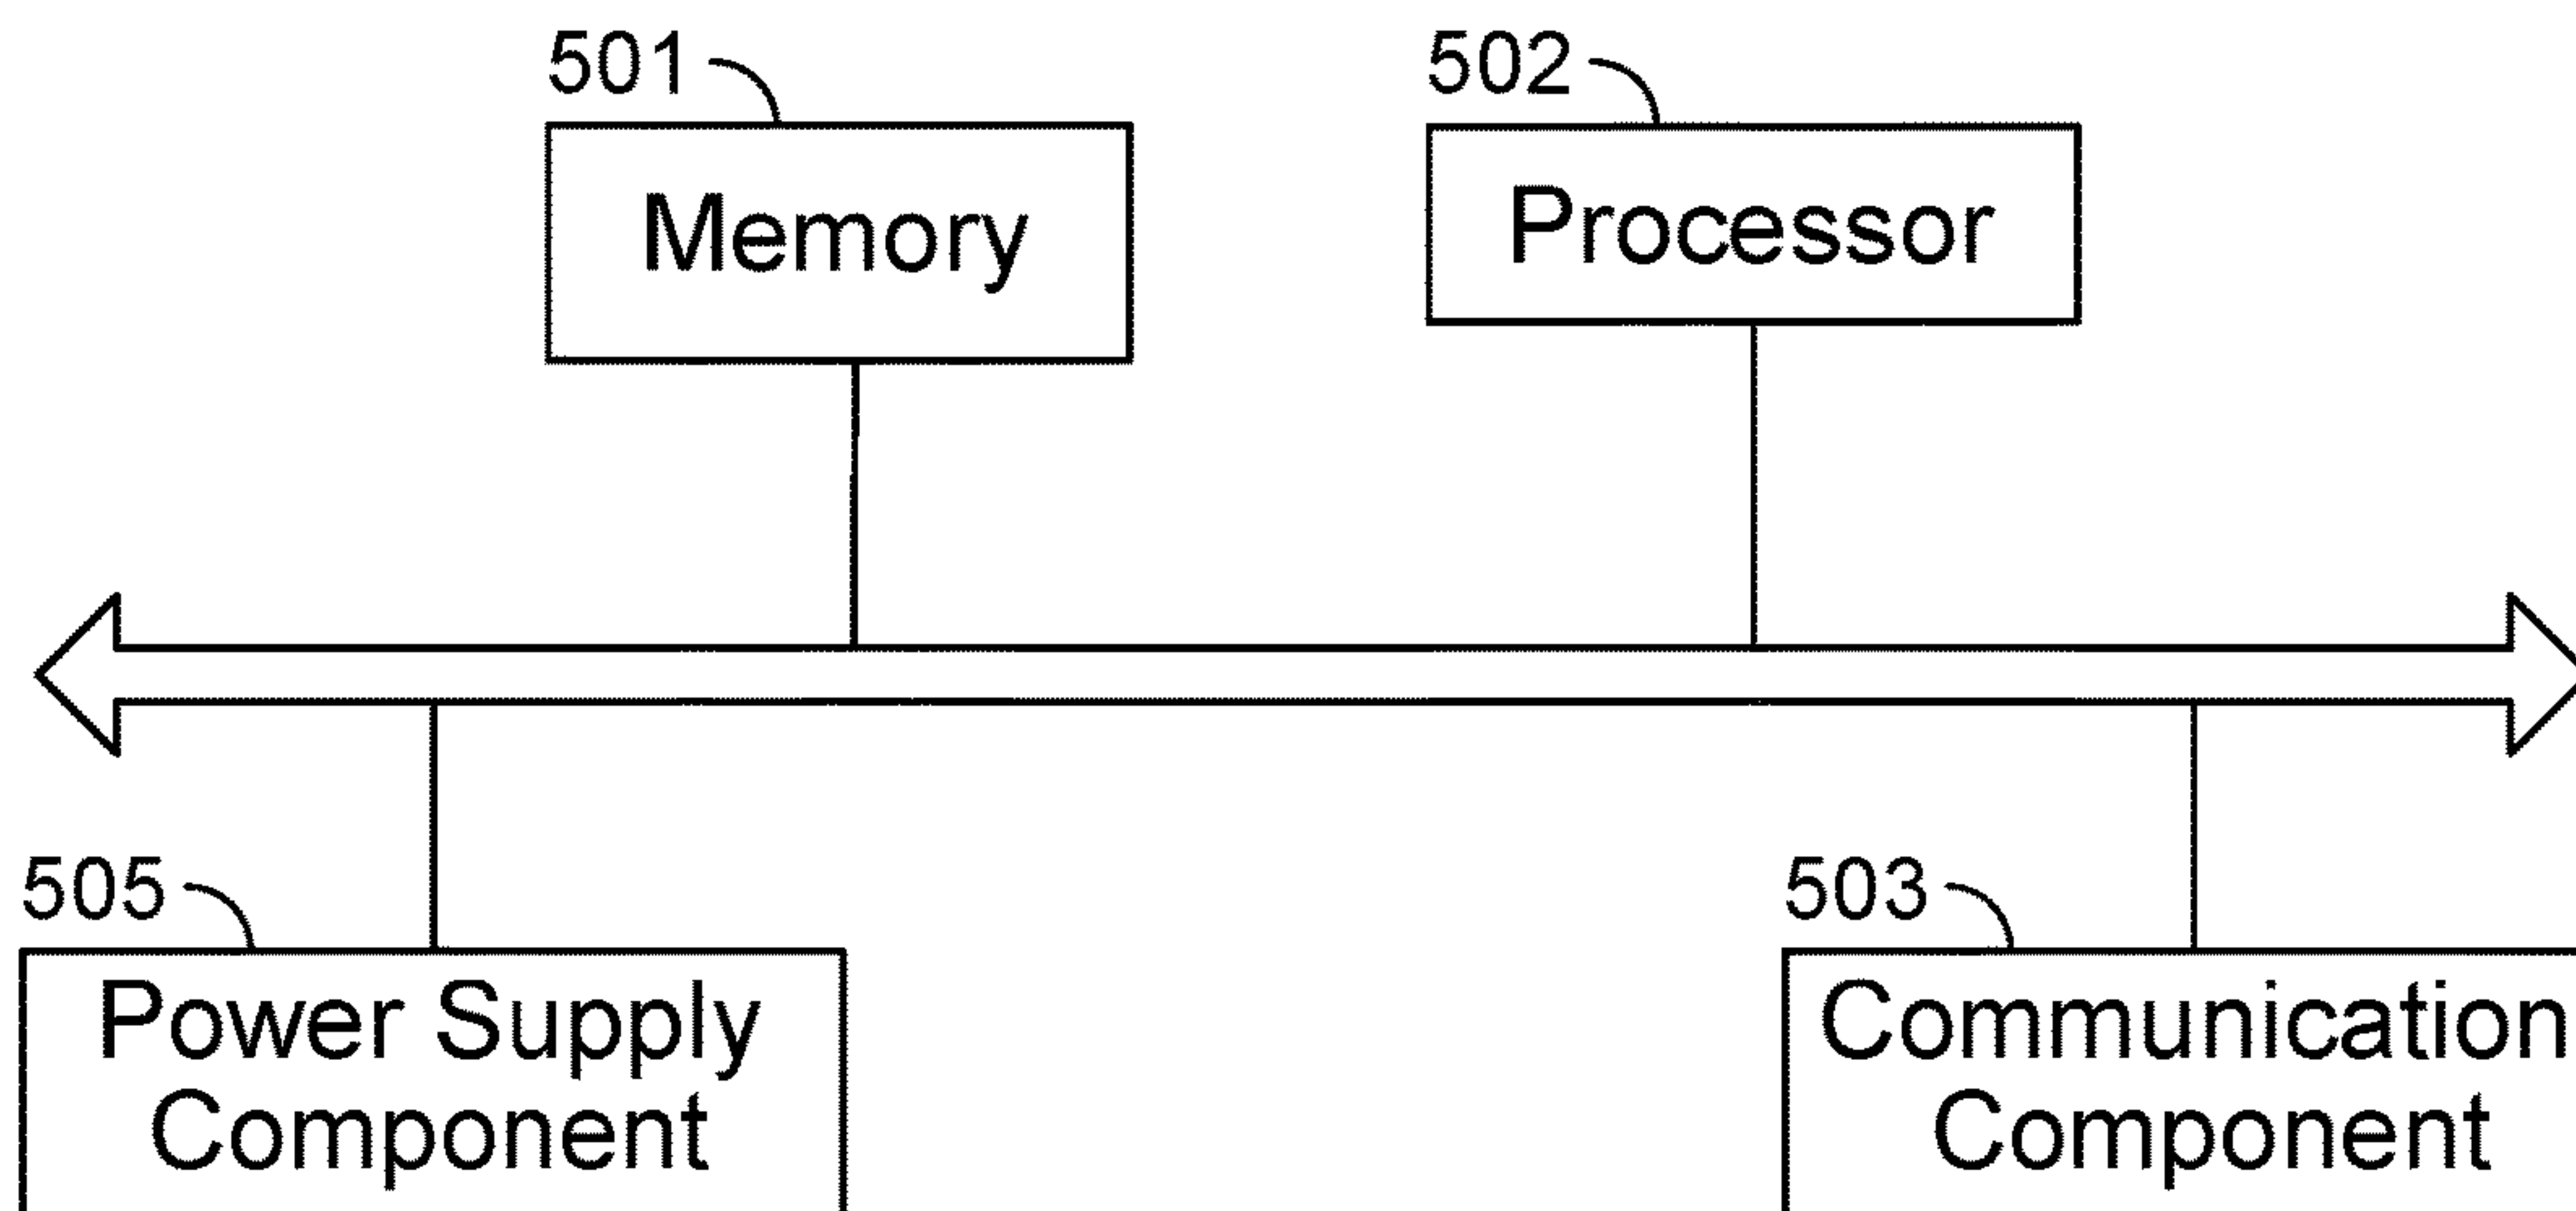 501
502
Memory
Processor
505
503
Power Supply
Component
Communication
Component